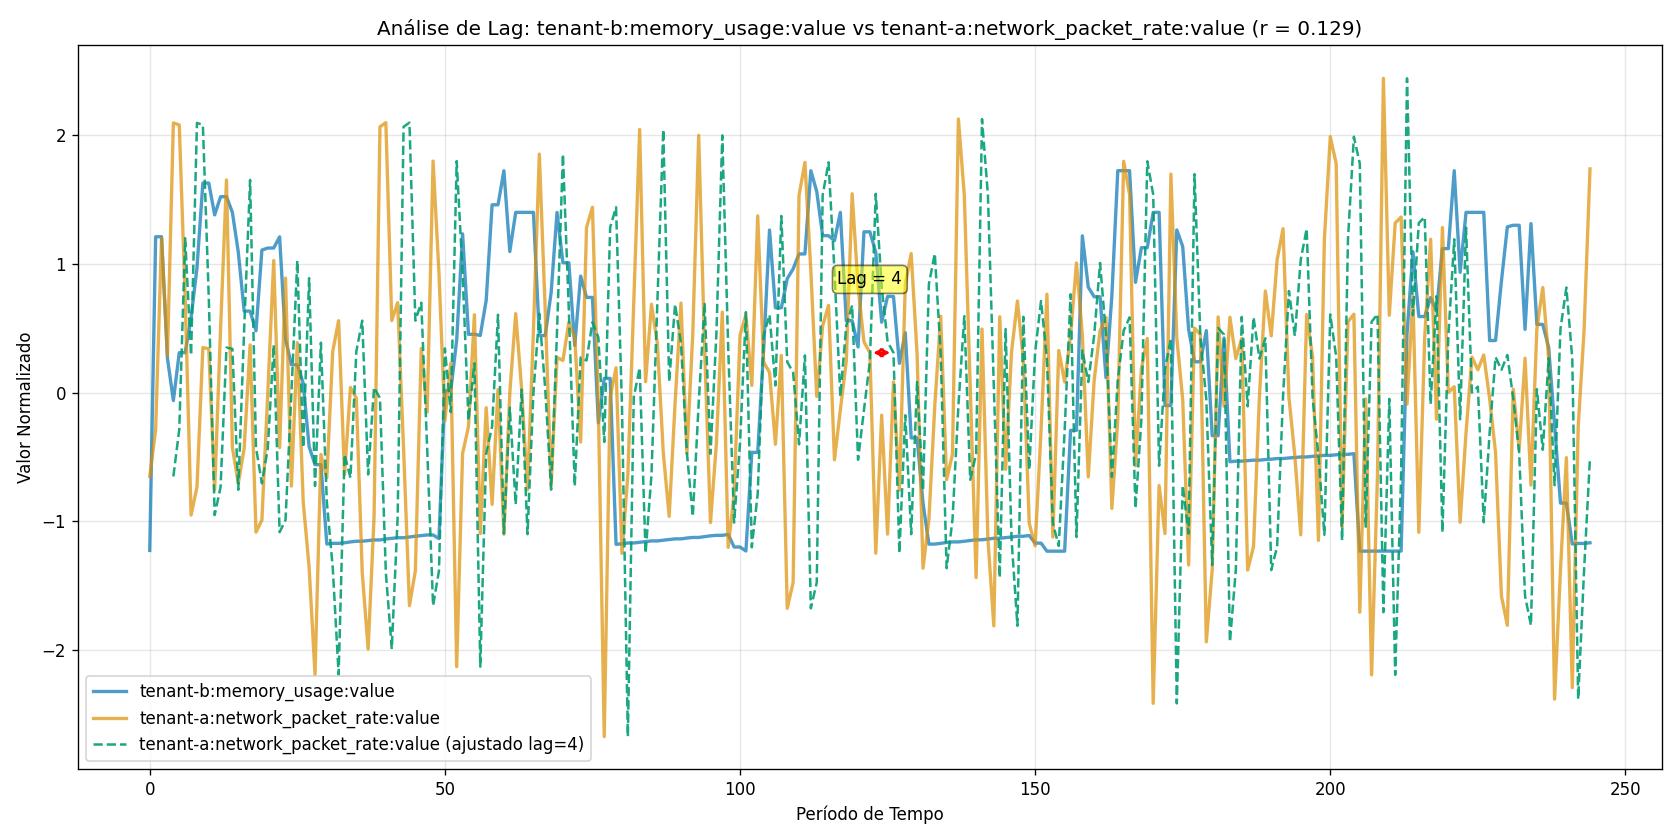 Análise de Lag: tenant-b:memory_usage:value vs tenant-a:network_packet_rate:value (r = 0.129)
Valor Normalizado
2
1
0
−1
−2
Lag = 4
tenant-b:memory_usage:value
tenant-a:network_packet_rate:value
tenant-a:network_packet_rate:value (ajustado lag=4)
0 50 100 150 200 250
Período de Tempo